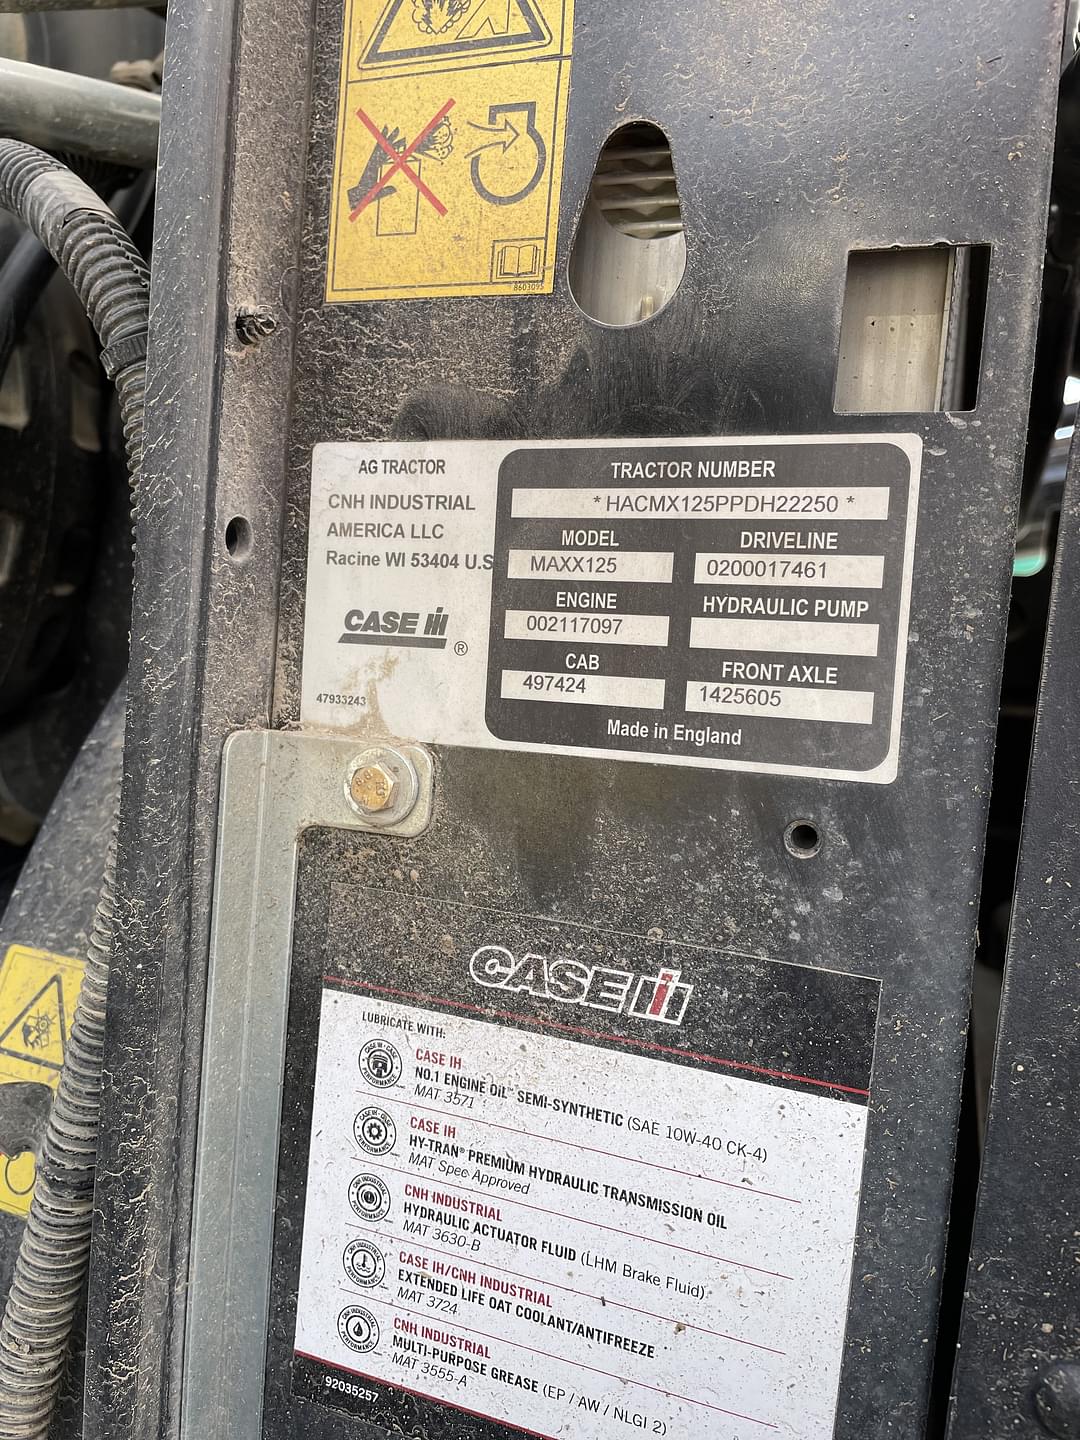 8603095
AG TRACTOR
CNH INDUSTRIAL
AMERICA LLC
Racine WI 53404 U.S
CASE IH
®
47933243
TRACTOR NUMBER
*HACMX125PPDH22250 *
MODEL
MAXX125
DRIVELINE
0200017461
ENGINE
002117097
HYDRAULIC PUMP
CAB
497424
FRONT AXLE
1425605
Made in England
CASE IH
LUBRICATE WITH:
CASE IH
NO.1 ENGINE OIL™ SEMI-SYNTHETIC (SAE 10W-40 CK-4)
MAT 3571
CASE IH
HY-TRAN® PREMIUM HYDRAULIC TRANSMISSION OIL
MAT Spec Approved
CNH INDUSTRIAL
HYDRAULIC ACTUATOR FLUID (LHM Brake Fluid)
MAT 3630-B
CASE IH/CNH INDUSTRIAL
EXTENDED LIFE OAT COOLANT/ANTIFREEZE
MAT 3724
CNH INDUSTRIAL
MULTI-PURPOSE GREASE (EP / AW / NLGI 2)
MAT 3555-A
92035257